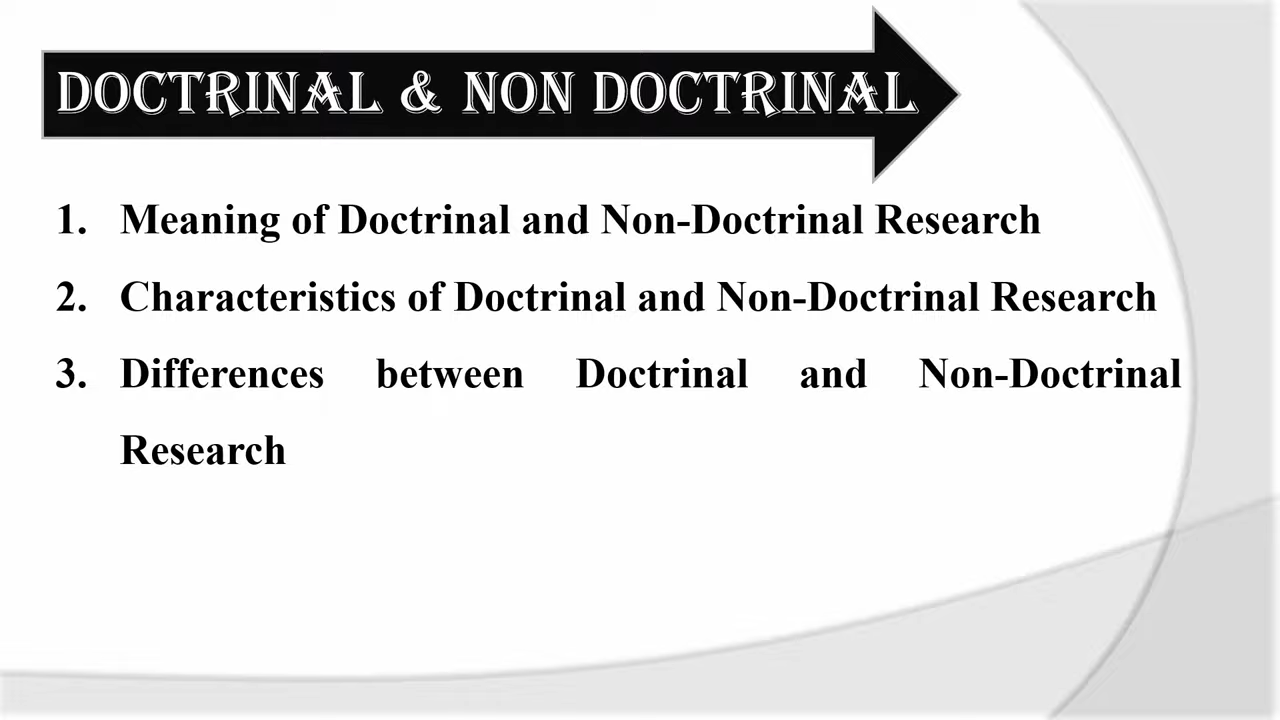 DOCTRINAL & NON DOCTRINAL
1. Meaning of Doctrinal and Non-Doctrinal Research
2. Characteristics of Doctrinal and Non-Doctrinal Research
3. Differences between Doctrinal and Non-Doctrinal
Research